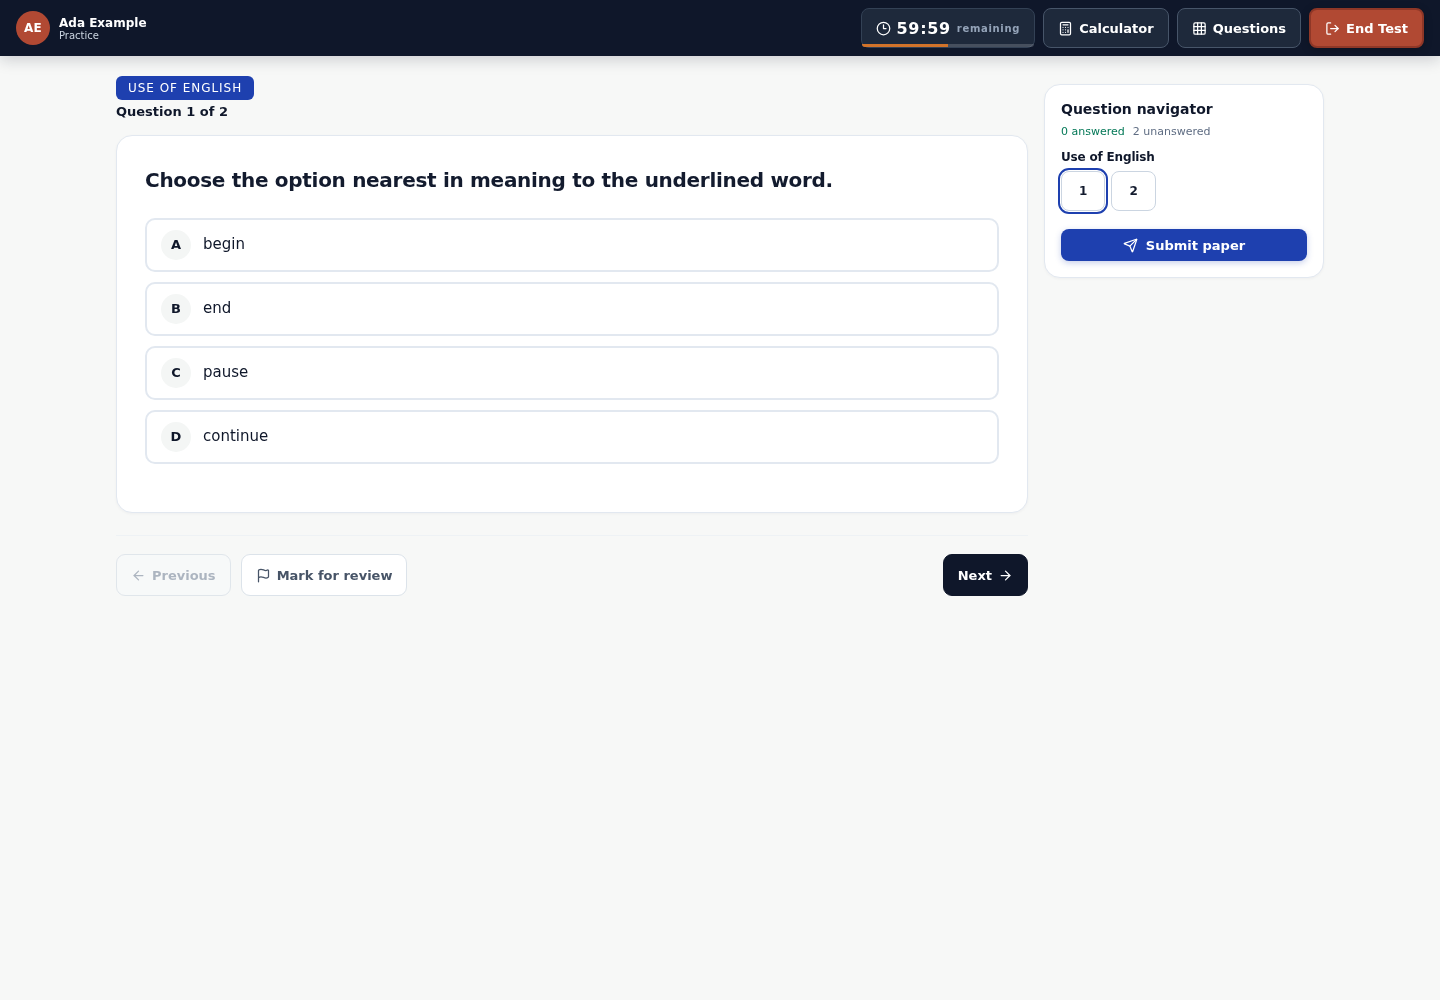 AE
Ada Example
Practice
59:59 remaining
Calculator
Questions
End Test
USE OF ENGLISH
Question 1 of 2
Choose the option nearest in meaning to the underlined word.
A begin
B end
C pause
D continue
Previous
Mark for review
Next
Question navigator
0 answered 2 unanswered
Use of English
1 2
Submit paper